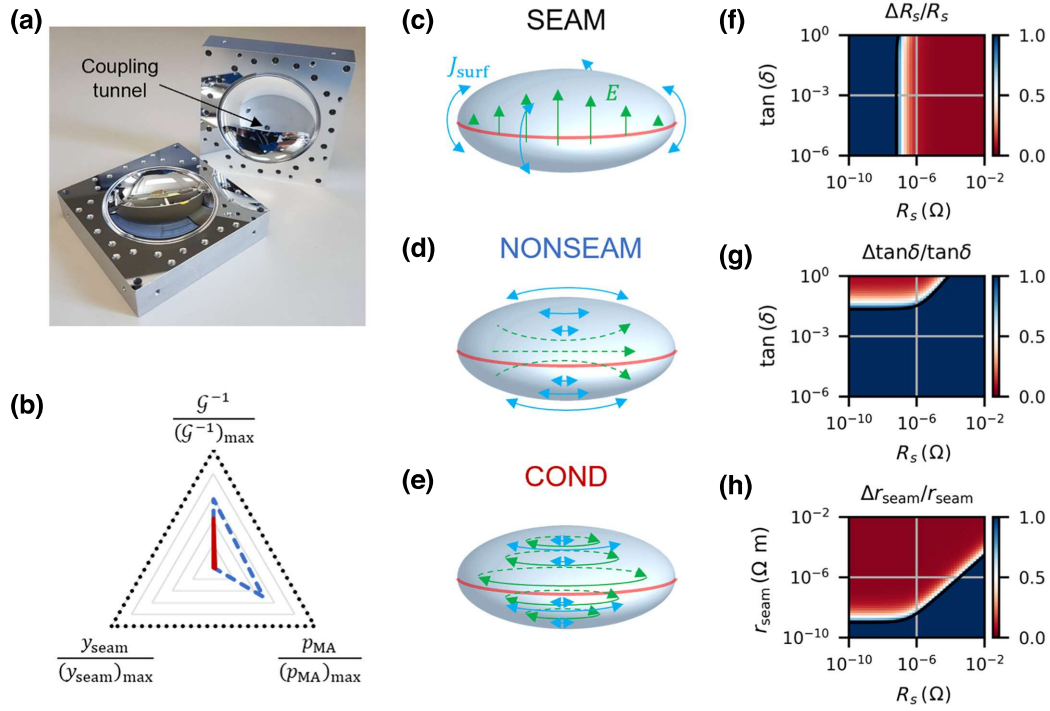 (a)
Coupling
tunnel
(b)
𝒢⁻¹
(𝒢⁻¹)max
yseam
(yseam)max
pMA
(pMA)max
(c)
SEAM
Jsurf
E
(d)
NONSEAM
(e)
COND
(f)
ΔRs/Rs
tan (δ)
10⁰
10⁻³
10⁻⁶
10⁻¹⁰
10⁻⁶
10⁻²
Rs (Ω)
1.0
0.5
0.0
(g)
Δtanδ/tanδ
tan (δ)
10⁰
10⁻³
10⁻⁶
10⁻¹⁰
10⁻⁶
10⁻²
Rs (Ω)
1.0
0.5
0.0
(h)
Δrseam/rseam
rseam (Ω m)
10⁻²
10⁻⁶
10⁻¹⁰
10⁻¹⁰
10⁻⁶
10⁻²
Rs (Ω)
1.0
0.5
0.0